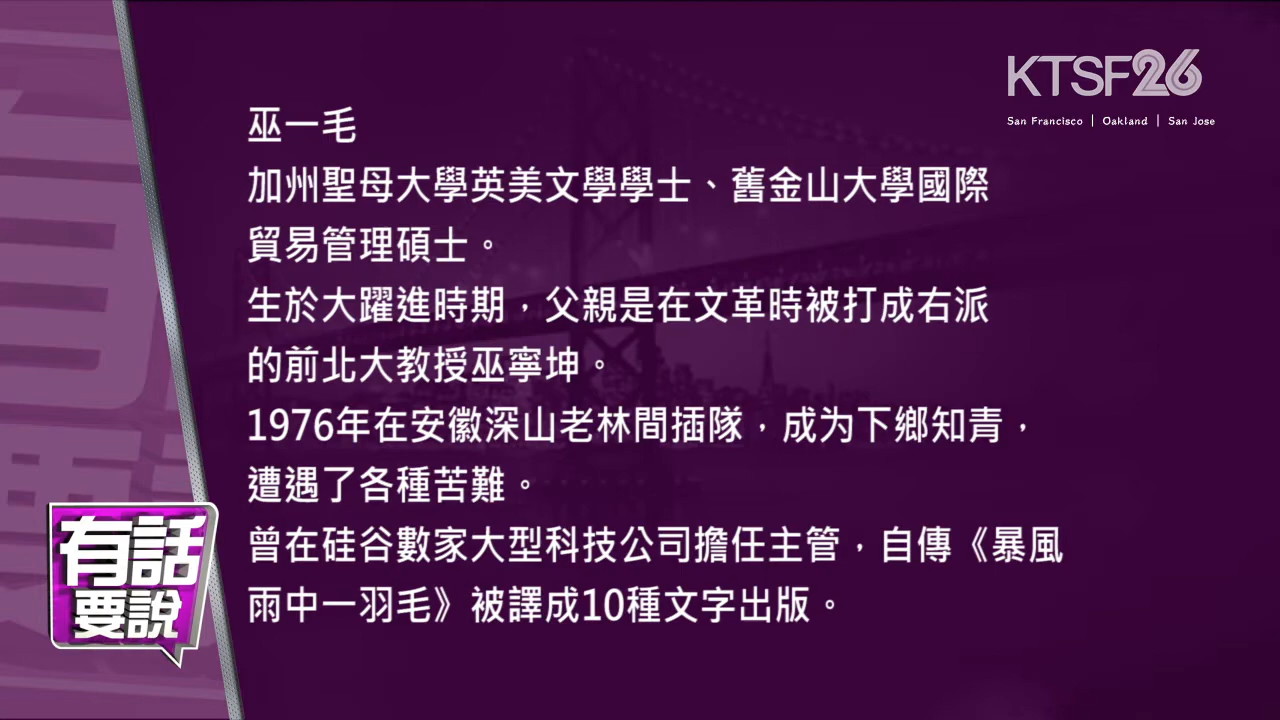 KTSF26
San Francisco | Oakland | San Jose
巫一毛
加州聖母大學英美文學學士、舊金山大學國際
貿易管理碩士。
生於大躍進時期，父親是在文革時被打成右派
的前北大教授巫寧坤。
1976年在安徽深山老林間插隊，成为下鄉知青，
遭遇了各種苦難。
曾在硅谷數家大型科技公司擔任主管，自傳《暴風
雨中一羽毛》被譯成10種文字出版。
有話
要說